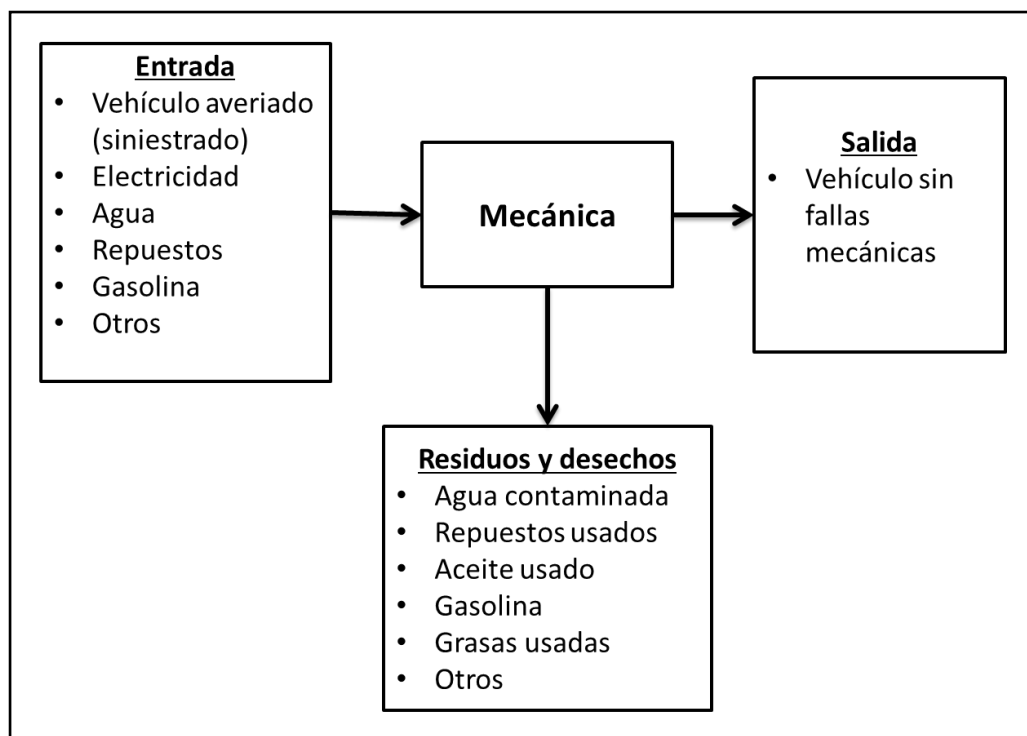 Entrada
• Vehículo averiado
(siniestrado)
• Electricidad
• Agua
• Repuestos
• Gasolina
• Otros
Mecánica
Salida
• Vehículo sin
fallas
mecánicas
Residuos y desechos
• Agua contaminada
• Repuestos usados
• Aceite usado
• Gasolina
• Grasas usadas
• Otros